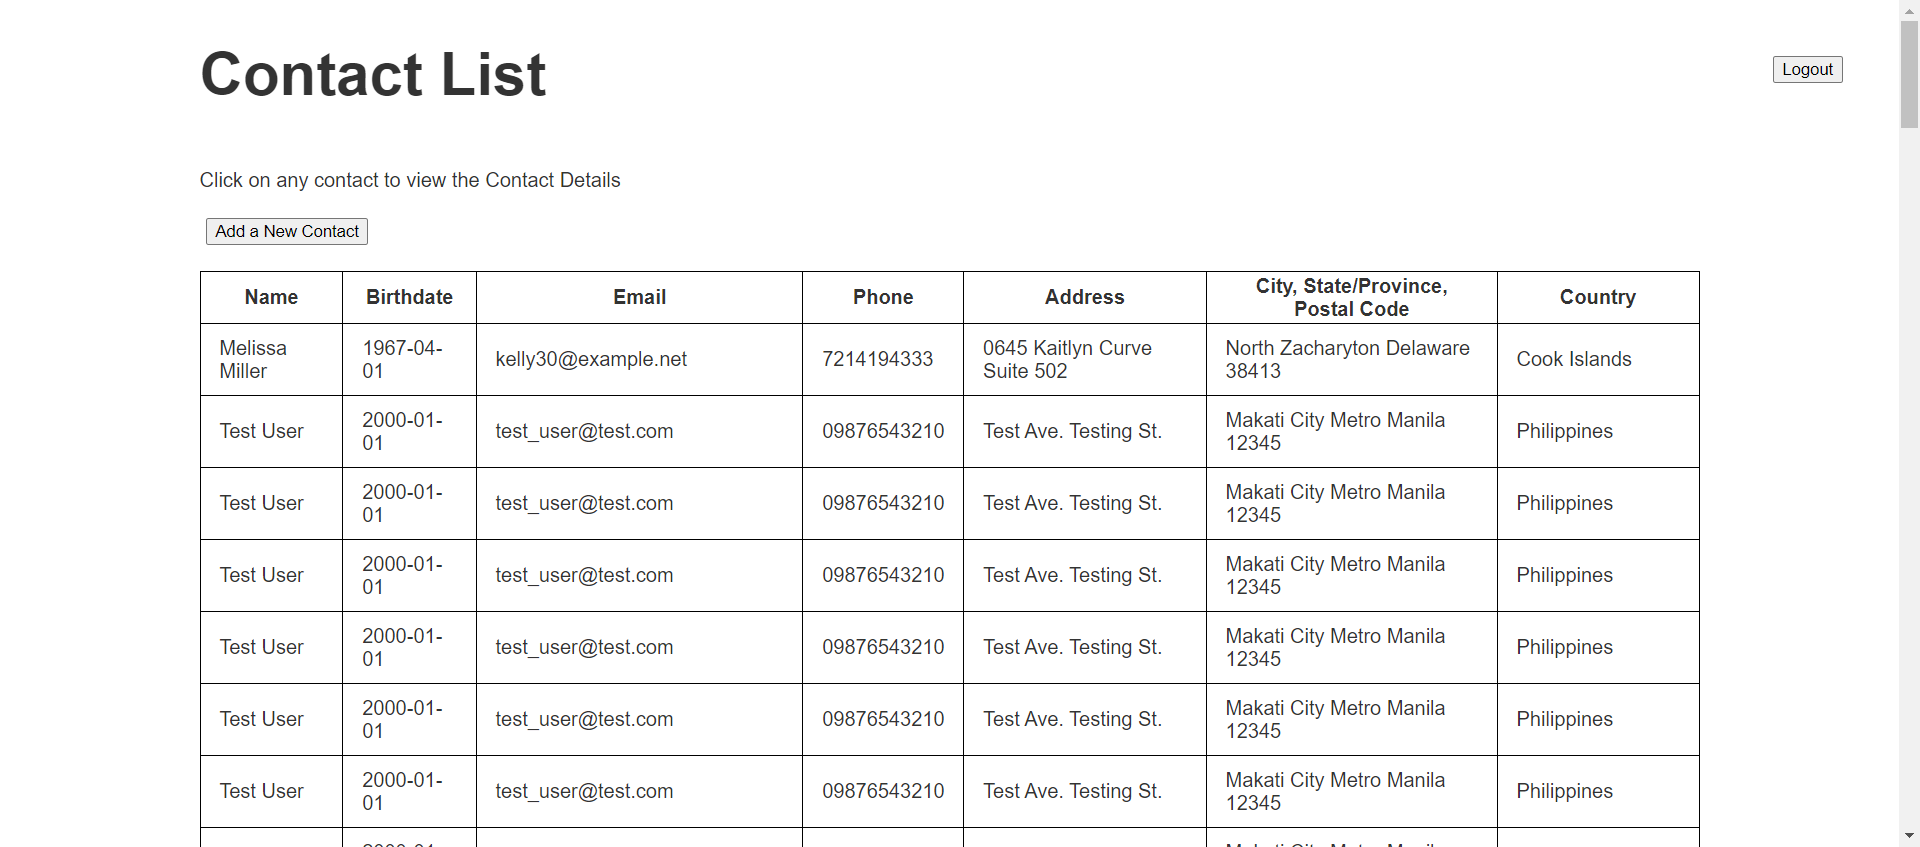 Contact List
Logout
Click on any contact to view the Contact Details
Add a New Contact
Name Birthdate Email Phone Address City, State/Province, Postal Code Country
Melissa Miller 1967-04-01 kelly30@example.net 7214194333 0645 Kaitlyn Curve Suite 502 North Zacharyton Delaware 38413 Cook Islands
Test User 2000-01-01 test_user@test.com 09876543210 Test Ave. Testing St. Makati City Metro Manila 12345 Philippines
Test User 2000-01-01 test_user@test.com 09876543210 Test Ave. Testing St. Makati City Metro Manila 12345 Philippines
Test User 2000-01-01 test_user@test.com 09876543210 Test Ave. Testing St. Makati City Metro Manila 12345 Philippines
Test User 2000-01-01 test_user@test.com 09876543210 Test Ave. Testing St. Makati City Metro Manila 12345 Philippines
Test User 2000-01-01 test_user@test.com 09876543210 Test Ave. Testing St. Makati City Metro Manila 12345 Philippines
Test User 2000-01-01 test_user@test.com 09876543210 Test Ave. Testing St. Makati City Metro Manila 12345 Philippines